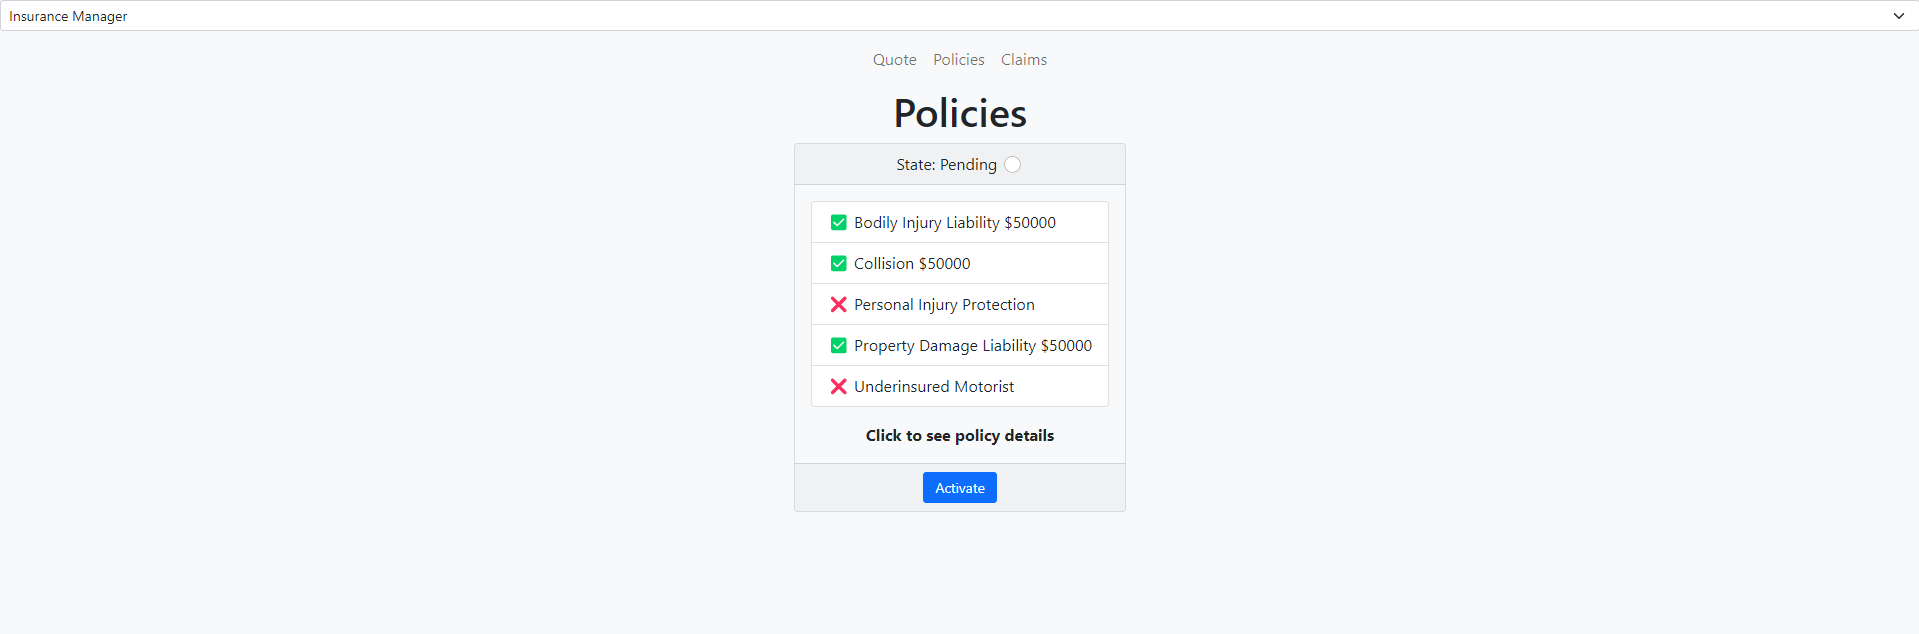 Insurance Manager
Quote Policies Claims
Policies
State: Pending
Bodily Injury Liability $50000
Collision $50000
Personal Injury Protection
Property Damage Liability $50000
Underinsured Motorist
Click to see policy details
Activate